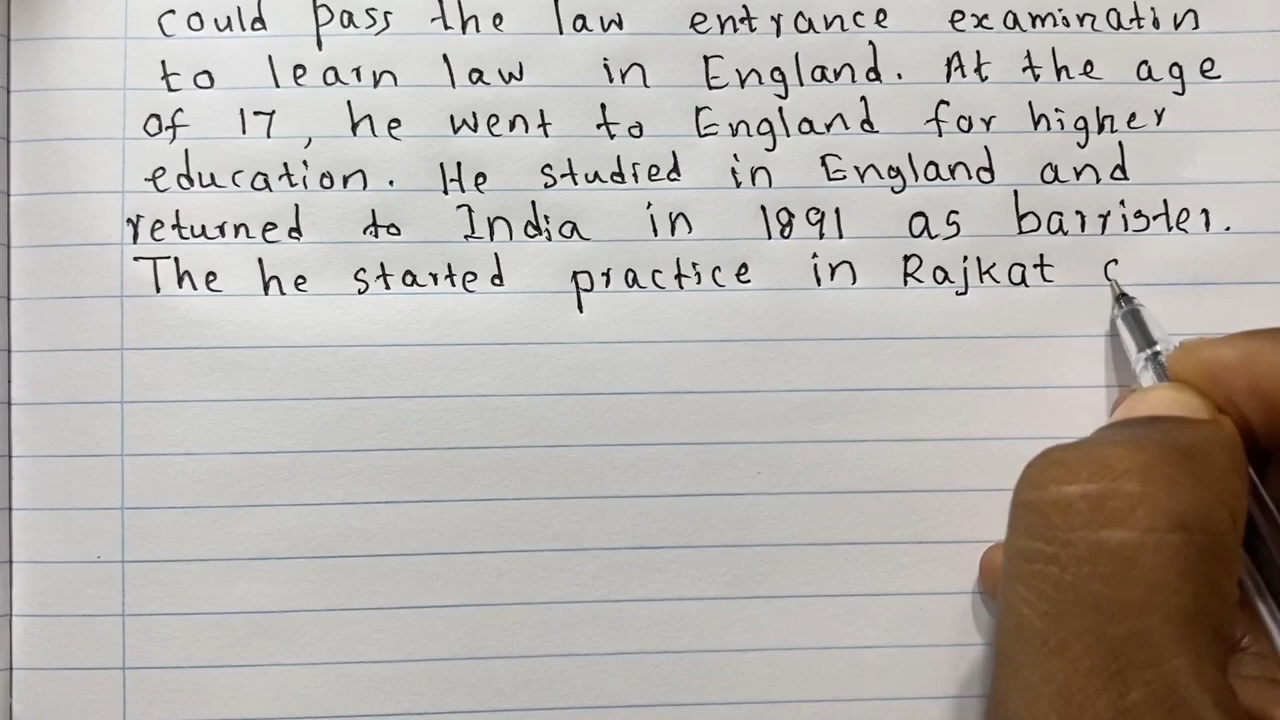 could pass the law entrance examinatin
to learn law in England. At the age
of 17, he went to England for higher
education. He studied in England and
returned to India in 1891 as barrister.
The he started practice in Rajkat